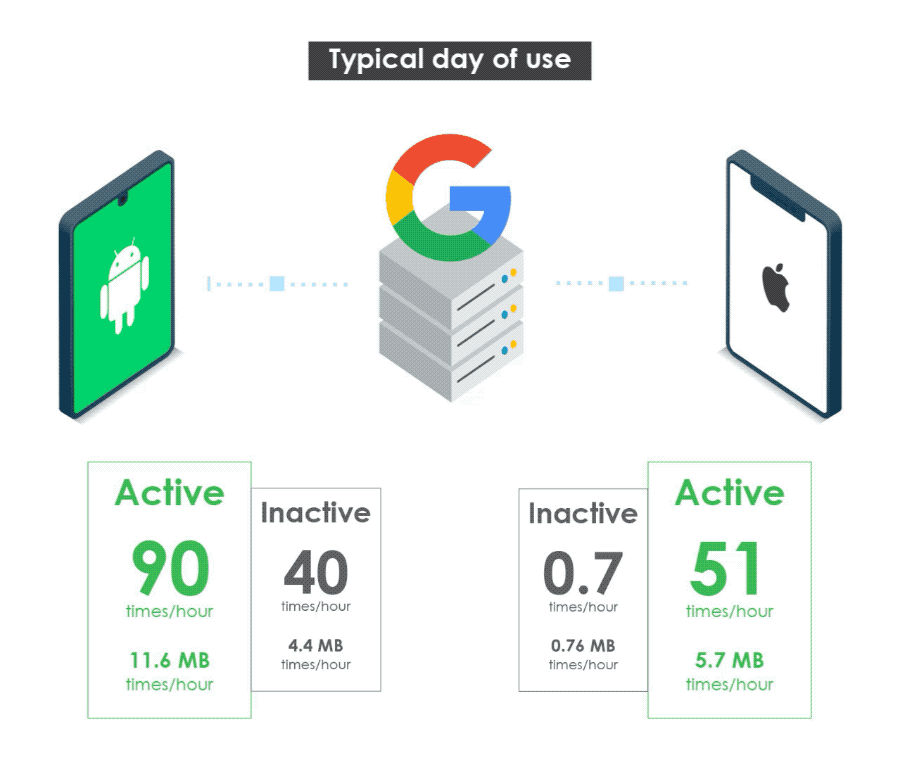 Typical day of use
Active
90
times/hour
11.6 MB
times/hour
Inactive
40
times/hour
4.4 MB
times/hour
Inactive
0.7
times/hour
0.76 MB
times/hour
Active
51
times/hour
5.7 MB
times/hour